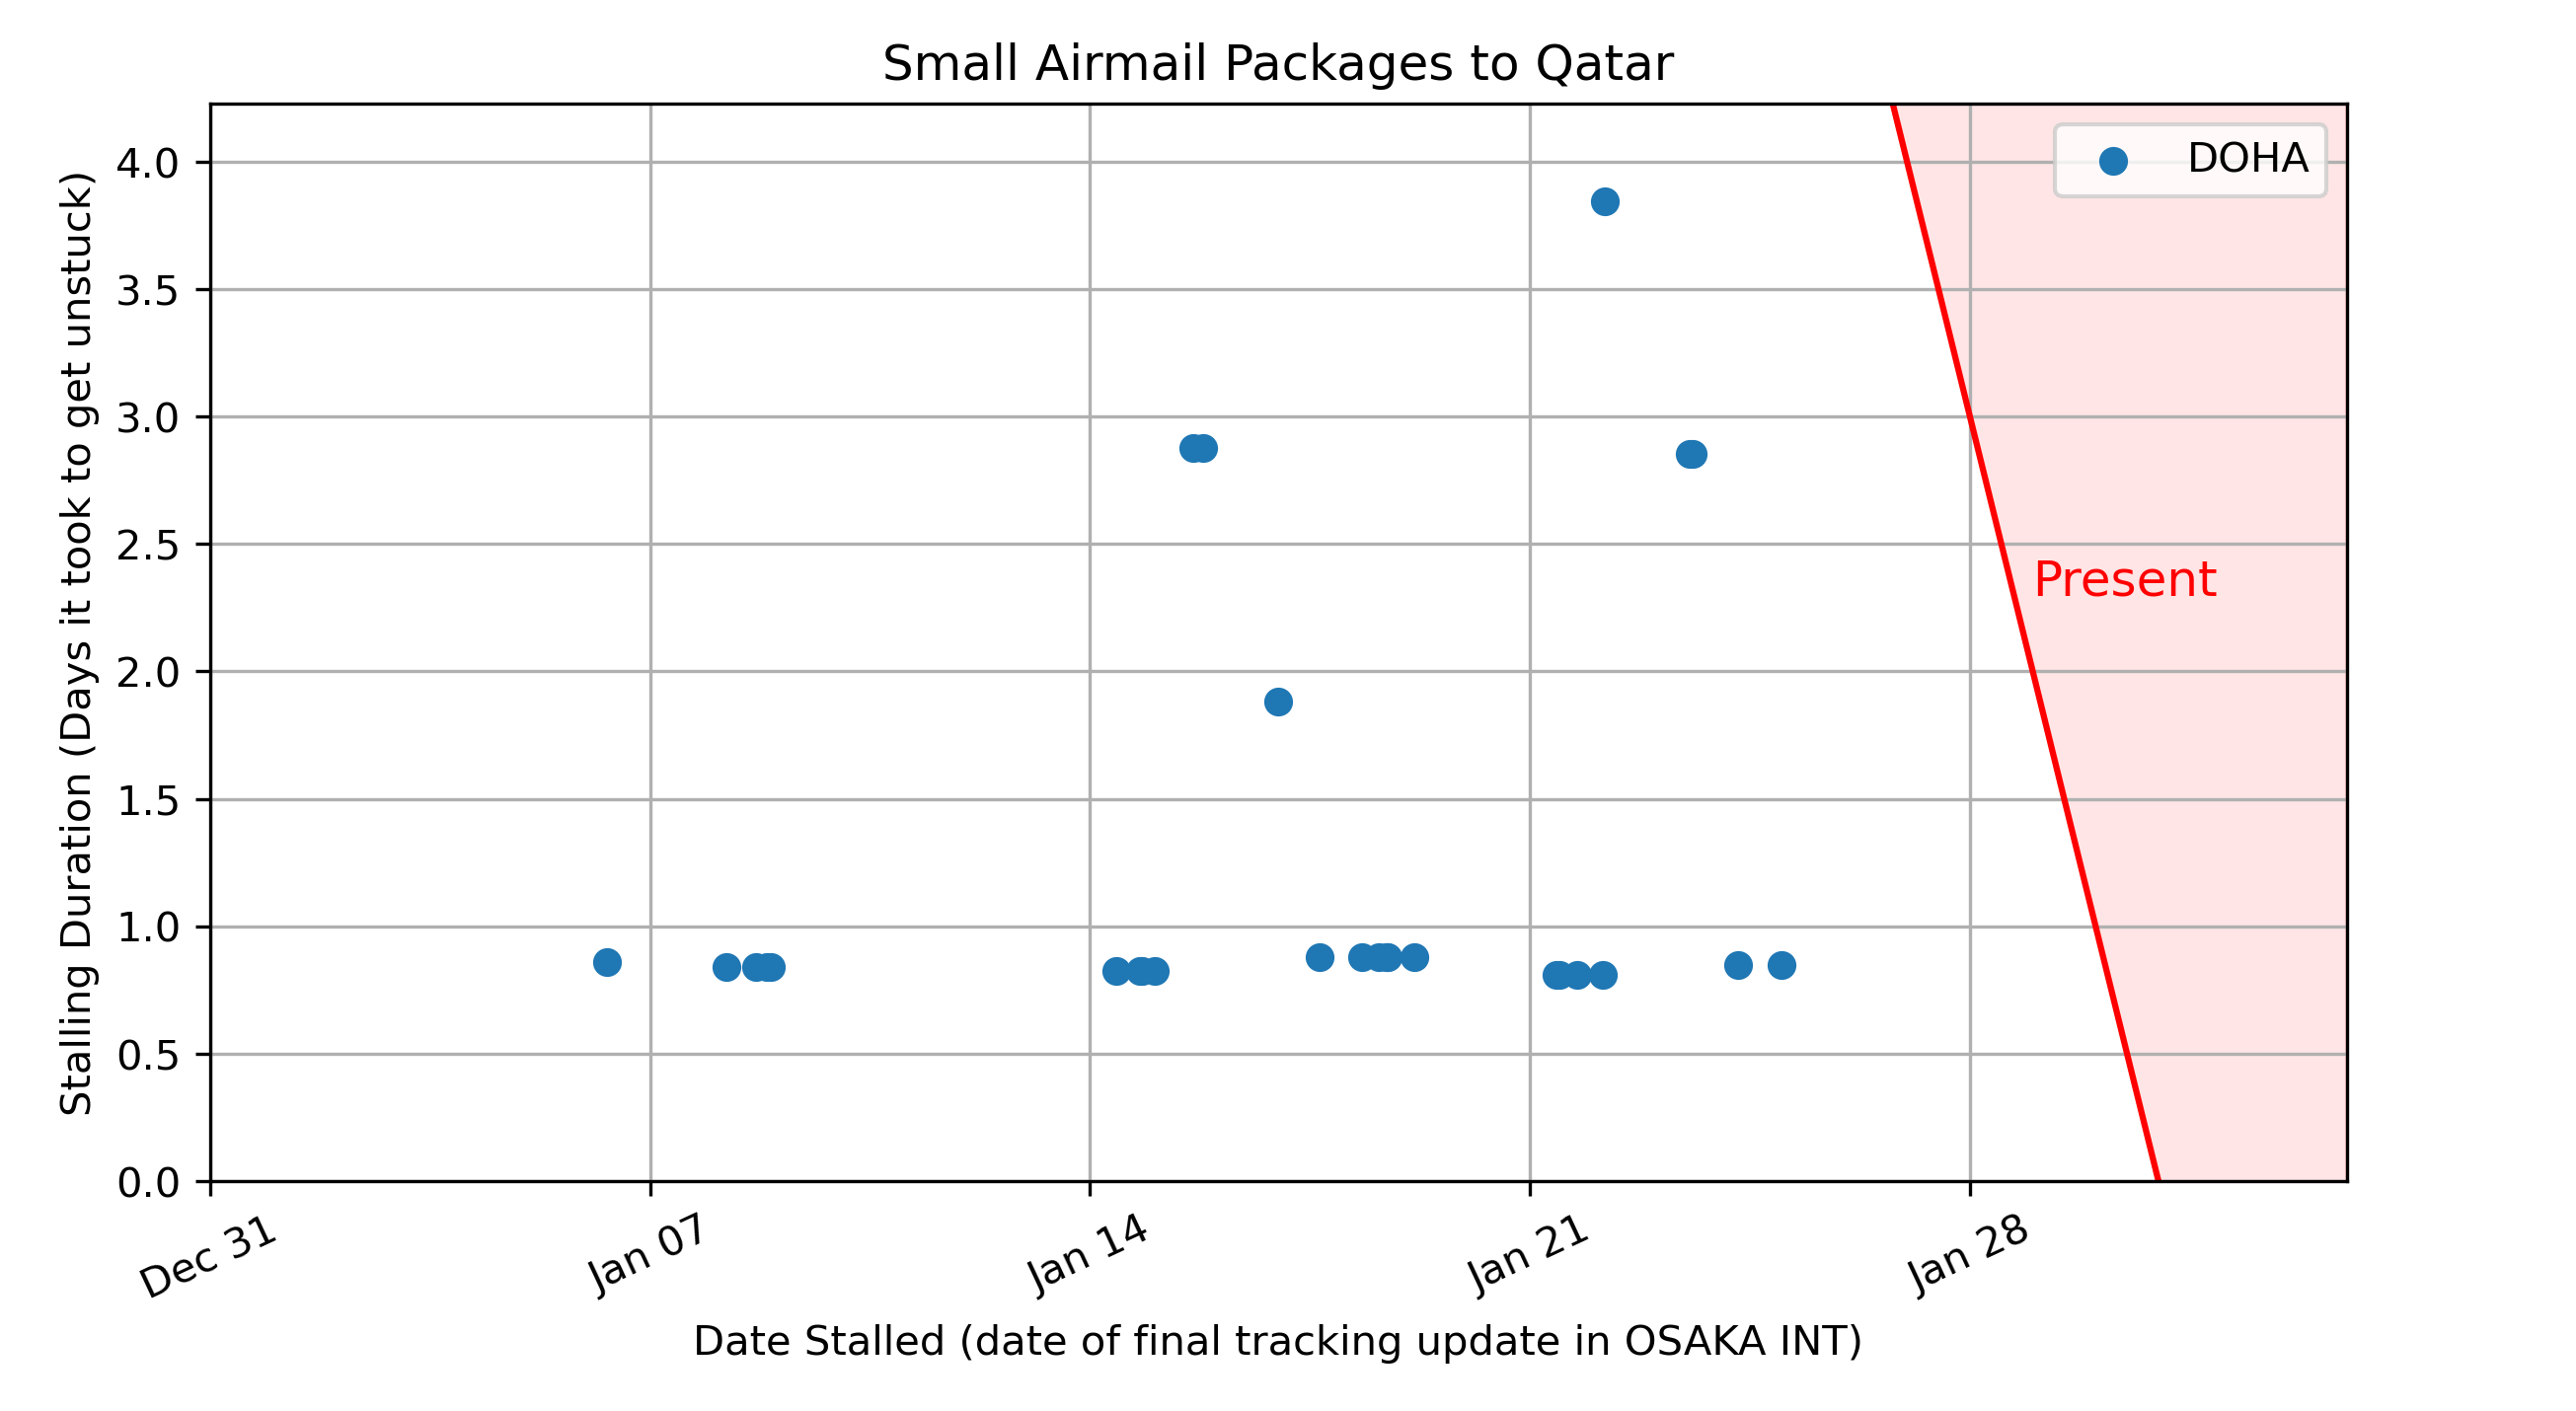 Small Airmail Packages to Qatar
DOHA
Present
Stalling Duration (Days it took to get unstuck)
4.0
3.5
3.0
2.5
2.0
1.5
1.0
0.5
0.0
Dec 31
Jan 07
Jan 14
Jan 21
Jan 28
Date Stalled (date of final tracking update in OSAKA INT)